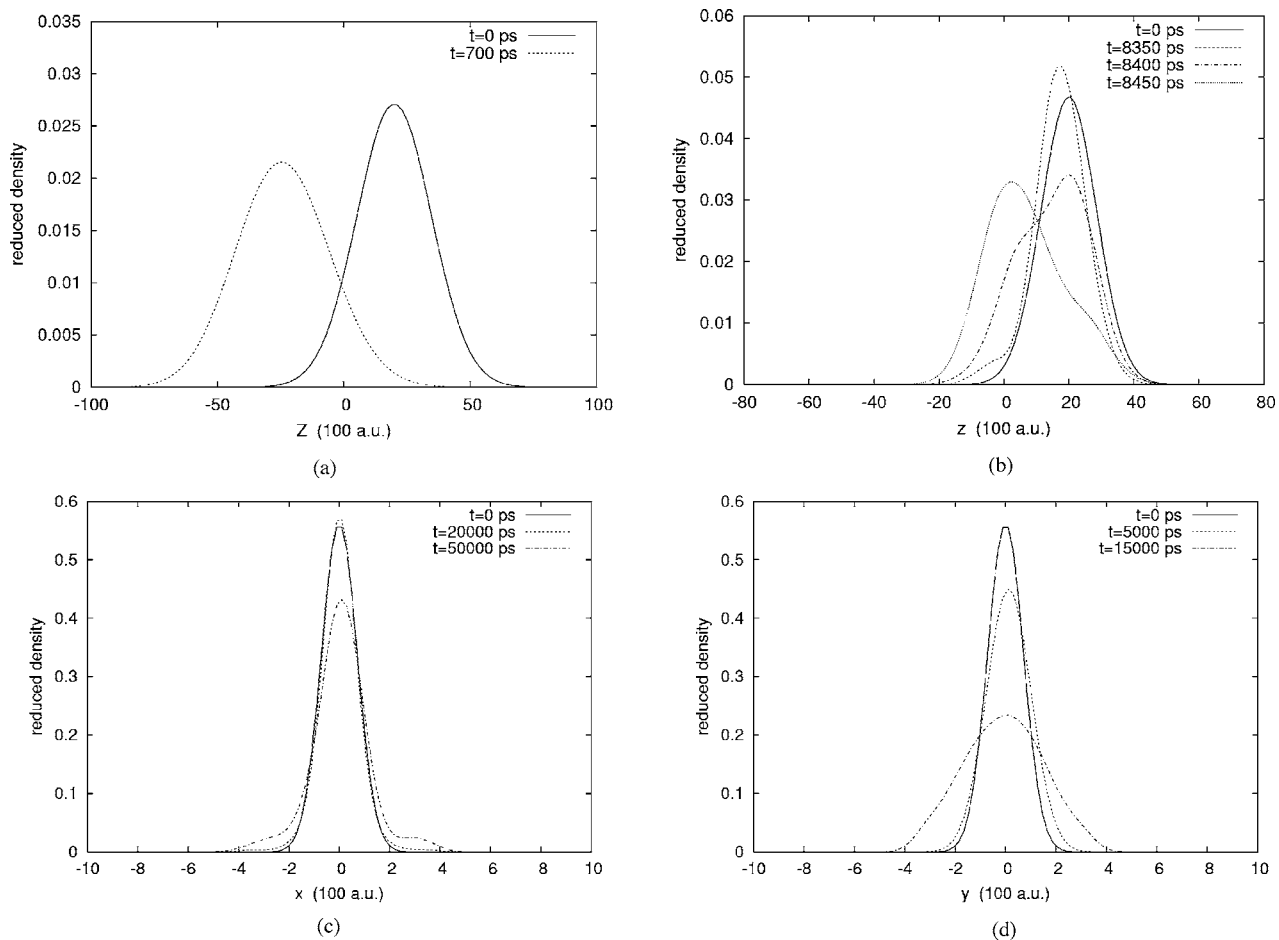 0.035
0.03
0.025
0.02
0.015
0.01
0.005
0
-100
-50
0
50
100
reduced density
Z (100 a.u.)
t=0 ps
t=700 ps
(a)
0.06
0.05
0.04
0.03
0.02
0.01
0
-80
-60
-40
-20
0
20
40
60
80
reduced density
z (100 a.u.)
t=0 ps
t=8350 ps
t=8400 ps
t=8450 ps
(b)
0.6
0.5
0.4
0.3
0.2
0.1
0
-10
-8
-6
-4
-2
0
2
4
6
8
10
reduced density
x (100 a.u.)
t=0 ps
t=20000 ps
t=50000 ps
(c)
0.6
0.5
0.4
0.3
0.2
0.1
0
-10
-8
-6
-4
-2
0
2
4
6
8
10
reduced density
y (100 a.u.)
t=0 ps
t=5000 ps
t=15000 ps
(d)